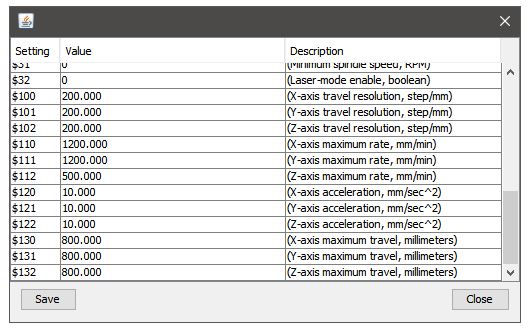 Setting Value Description
$31 0 (Minimum spindle speed, RPM)
$32 0 (Laser-mode enable, boolean)
$100 200.000 (X-axis travel resolution, step/mm)
$101 200.000 (Y-axis travel resolution, step/mm)
$102 200.000 (Z-axis travel resolution, step/mm)
$110 1200.000 (X-axis maximum rate, mm/min)
$111 1200.000 (Y-axis maximum rate, mm/min)
$112 500.000 (Z-axis maximum rate, mm/min)
$120 10.000 (X-axis acceleration, mm/sec^2)
$121 10.000 (Y-axis acceleration, mm/sec^2)
$122 10.000 (Z-axis acceleration, mm/sec^2)
$130 800.000 (X-axis maximum travel, millimeters)
$131 800.000 (Y-axis maximum travel, millimeters)
$132 800.000 (Z-axis maximum travel, millimeters)
Save Close